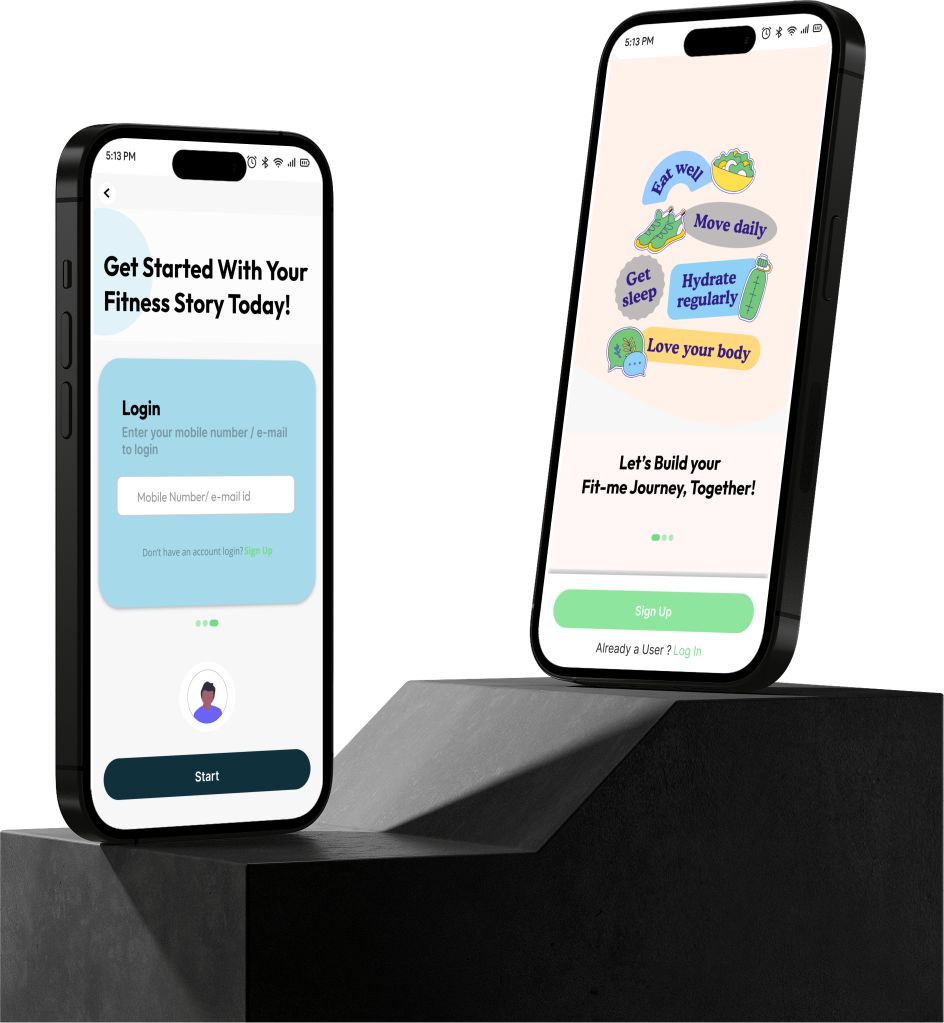 5:13 PM
Get Started With Your
Fitness Story Today!
Login
Enter your mobile number / e-mail
to login
Mobile Number/ e-mail id
Don't have an account login? Sign Up
Start
5:13 PM
Eat well
Move daily
Get
sleep
Hydrate
regularly
Love your body
Let's Build your
Fit-me Journey, Together!
Sign Up
Already a User ? Log In